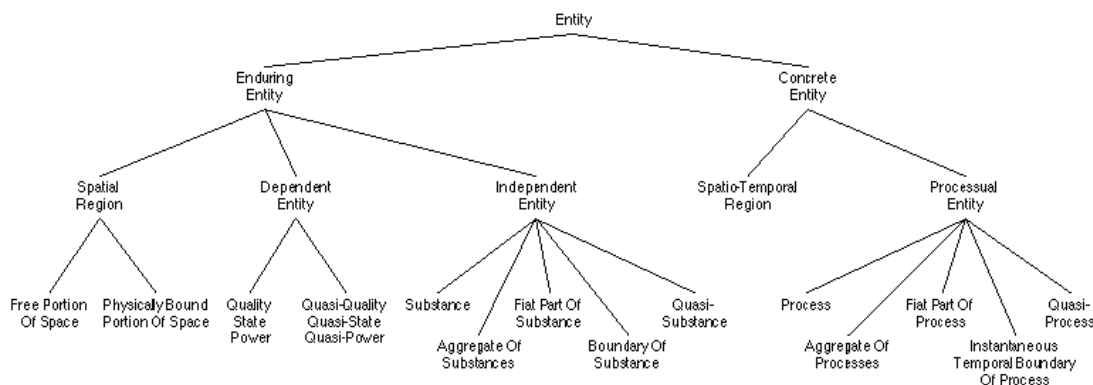 Entity
Enduring
Entity
Concrete
Entity
Spatial
Region
Dependent
Entity
Independent
Entity
Spatio-Temporal
Region
Processual
Entity
Free Portion
Of Space
Physically Bound
Portion Of Space
Quality
State
Power
Quasi-Quality
Quasi-State
Quasi-Power
Substance
Aggregate Of
Substances
Fiat Part Of
Substance
Boundary Of
Substance
Quasi-
Substance
Process
Aggregate Of
Processes
Fiat Part Of
Process
Instantaneous
Temporal Boundary
Of Process
Quasi-
Process